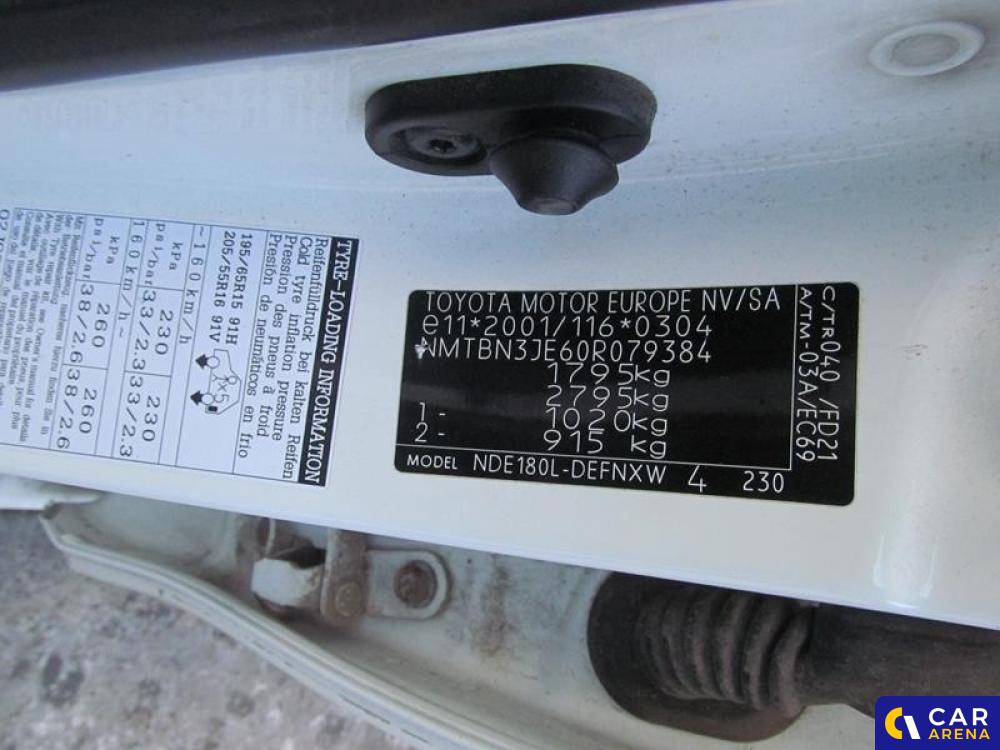 TOYOTA MOTOR EUROPE NV/SA
e11*2001/116*0304
NMTBN3JE60R079384
1795kg
2795kg
1- 1020kg
2- 915 kg
MODEL NDE180L-DEFNXW 4 230
C/TR040 /FD21
A/TM-03A/EC69
TYRE-LOADING INFORMATION
Reifenfülldruck bei kalten Reifen
Cold tyre inflation pressure
Pression des pneus à froid
Presión de neumáticos en frio
195/65R15 91H
205/55R16 91V
7×5
~160km/h
kPa 230 230
psi/bar 33/2.3 33/2.3
160km/h~
kPa 260 260
psi/bar 38/2.6 38/2.6
CAR
ARENA